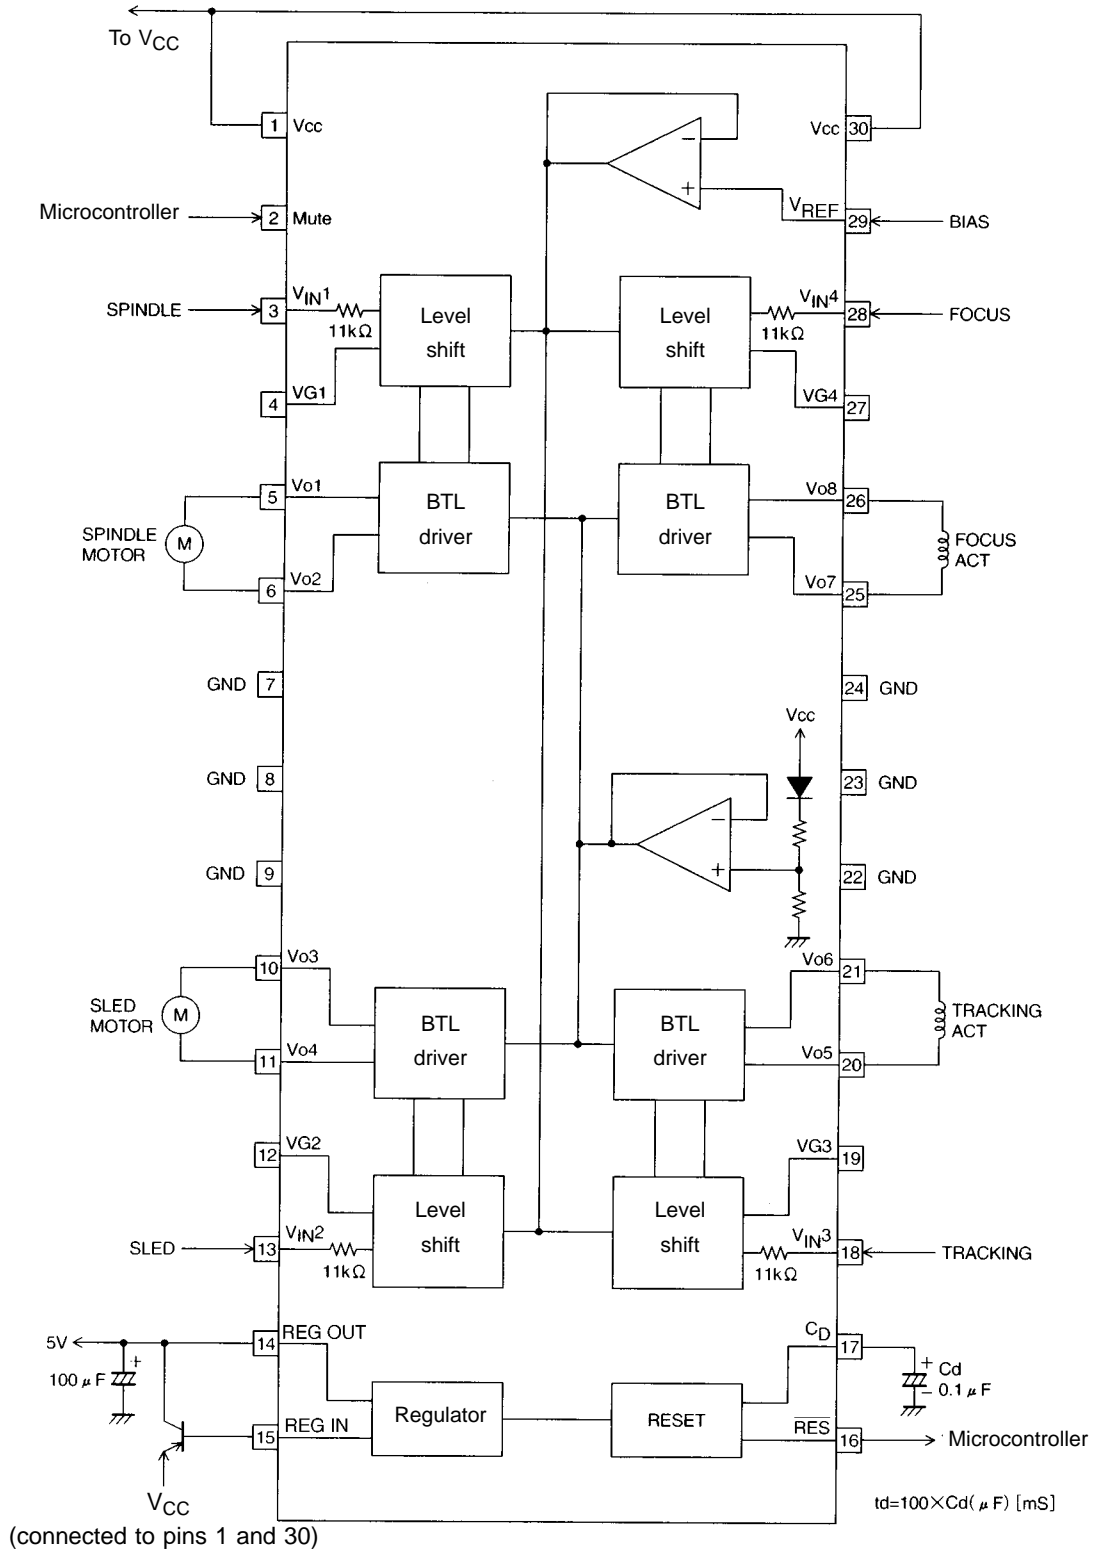 To VCC
1 Vcc
Vcc 30
Microcontroller
2 Mute
VREF
29
BIAS
SPINDLE
3
VIN1
11kΩ
Level
shift
Level
shift
VIN4
11kΩ
28
FOCUS
4
VG1
VG4
27
5
Vo1
BTL
driver
BTL
driver
Vo8
26
SPINDLE
MOTOR
M
FOCUS
ACT
6
Vo2
Vo7
25
GND 7
24 GND
Vcc
GND 8
23 GND
GND 9
22 GND
−
+
−
+
10
Vo3
Vo6
21
SLED
MOTOR
M
BTL
driver
BTL
driver
TRACKING
ACT
11
Vo4
Vo5
20
12
VG2
VG3
19
Level
shift
Level
shift
SLED
13
VIN2
11kΩ
VIN3
11kΩ
18
TRACKING
5V
14
REG OUT
CD
17
+
100 μF
+ Cd
− 0.1 μF
Regulator
RESET
15
REG IN
RES
16
Microcontroller
VCC
(connected to pins 1 and 30)
td=100×Cd(μF) [mS]